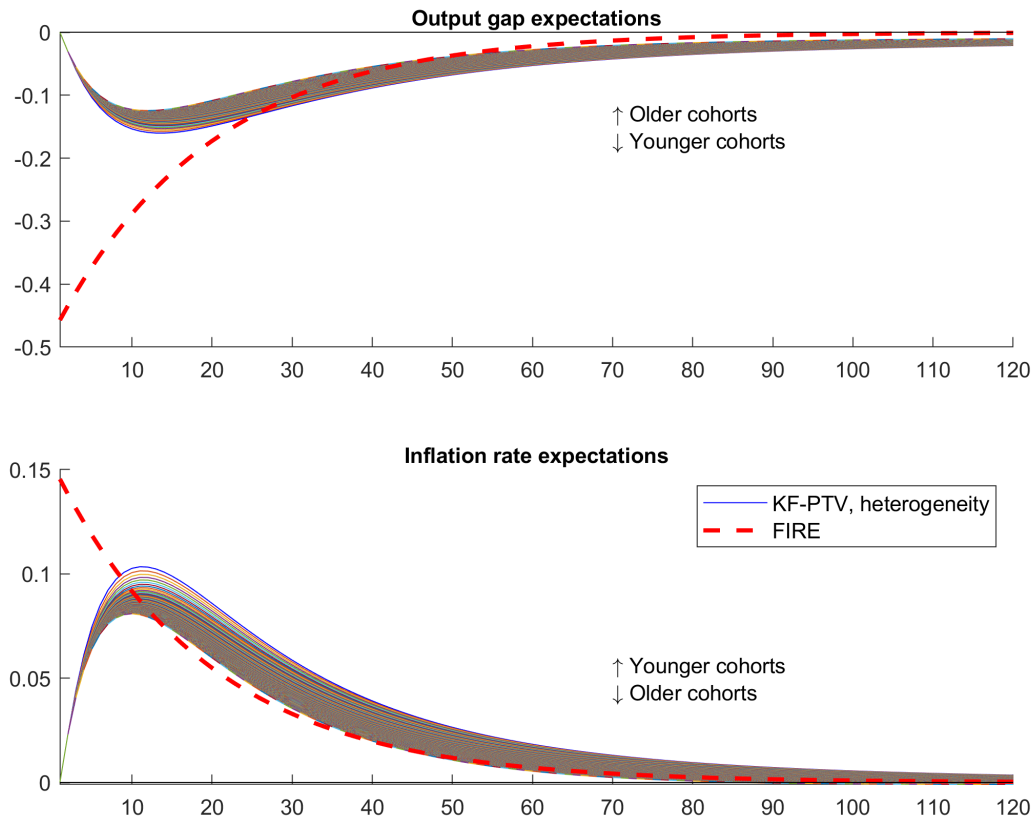 Output gap expectations
0
-0.1
-0.2
-0.3
-0.4
-0.5
↑ Older cohorts
↓ Younger cohorts
10 20 30 40 50 60 70 80 90 100 110 120
Inflation rate expectations
0.15
0.1
0.05
0
KF-PTV, heterogeneity
FIRE
↑ Younger cohorts
↓ Older cohorts
10 20 30 40 50 60 70 80 90 100 110 120